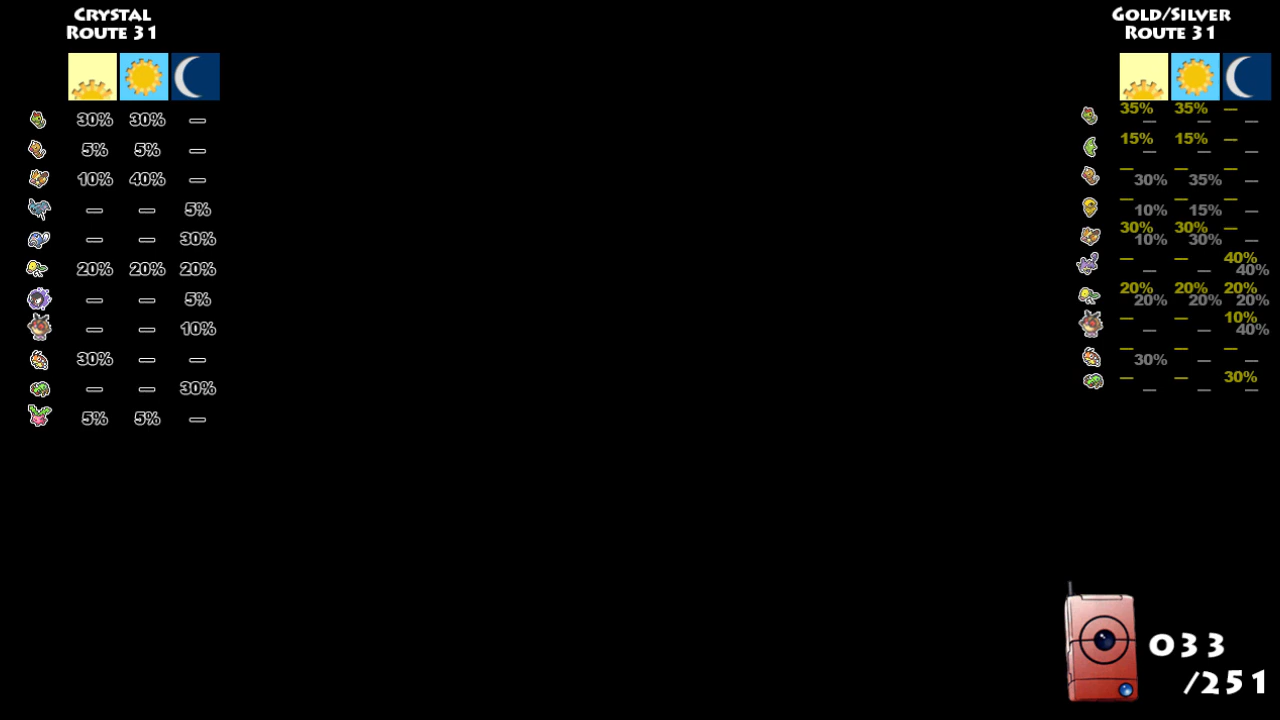 CRYSTAL
ROUTE 31
30% 30% —
5% 5% —
10% 40% —
— — 5%
— — 30%
20% 20% 20%
— — 5%
— — 10%
30% — —
— — 30%
5% 5% —
GOLD/SILVER
ROUTE 31
35% 35% —
— — —
15% 15% —
— — —
— — —
30% 35% —
— — —
10% 15% —
30% 30% —
10% 30% —
— — 40%
— — 40%
20% 20% 20%
20% 20% 20%
— — 10%
— — 40%
— — —
30% — —
— — 30%
— — —
033
/251